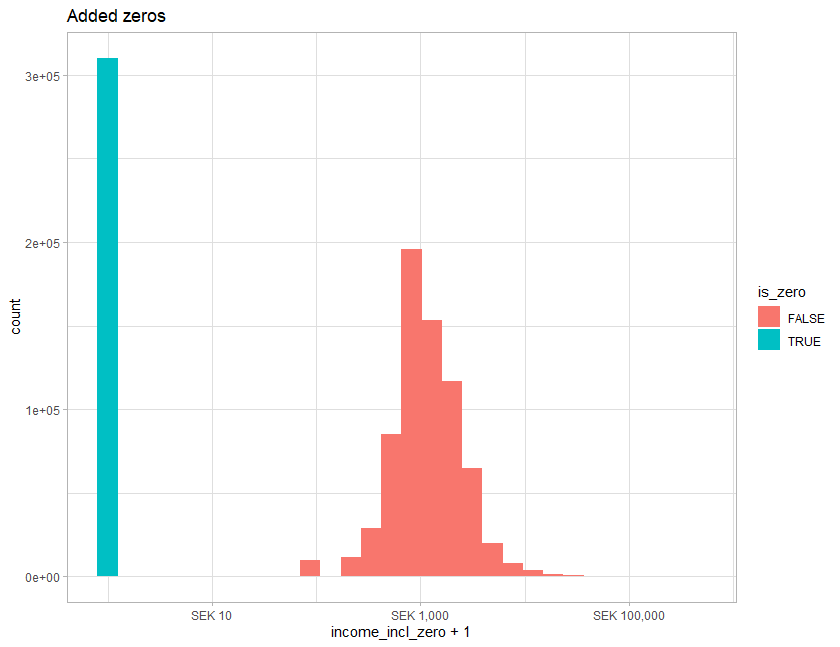 Added zeros
3e+05
2e+05
1e+05
0e+00
count
SEK 10
SEK 1,000
SEK 100,000
income_incl_zero + 1
is_zero
FALSE
TRUE